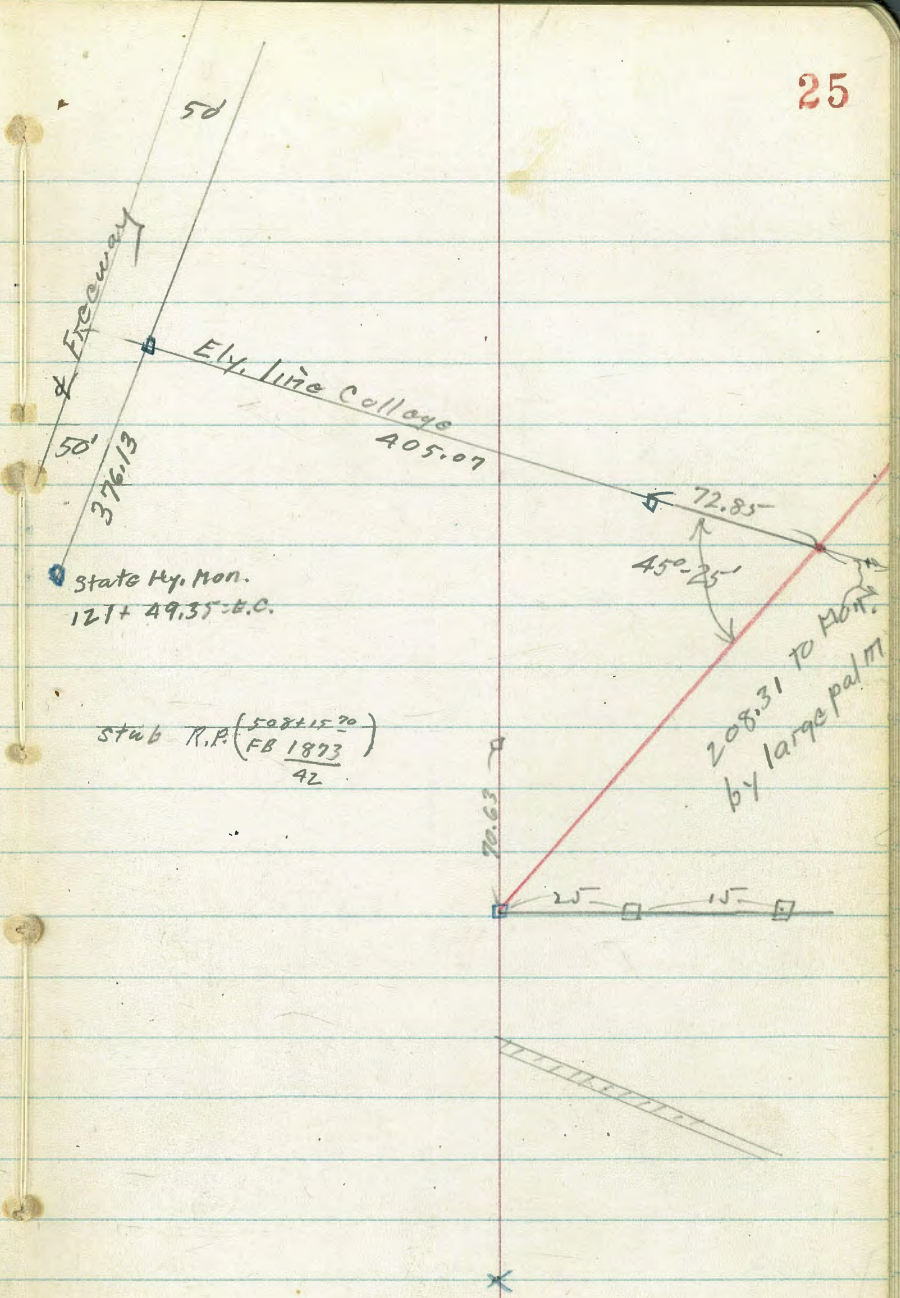 25
50'
℄ Freeway
Ely. line College
405.07
50'
376.13
72.85
45°-25'
State Hy. Mon.
121+ 49.35 = E.C.
208.31 to Mon.
by large palm
Stub R.P. (508+15.70
FB 1873
42)
70.63
25
15